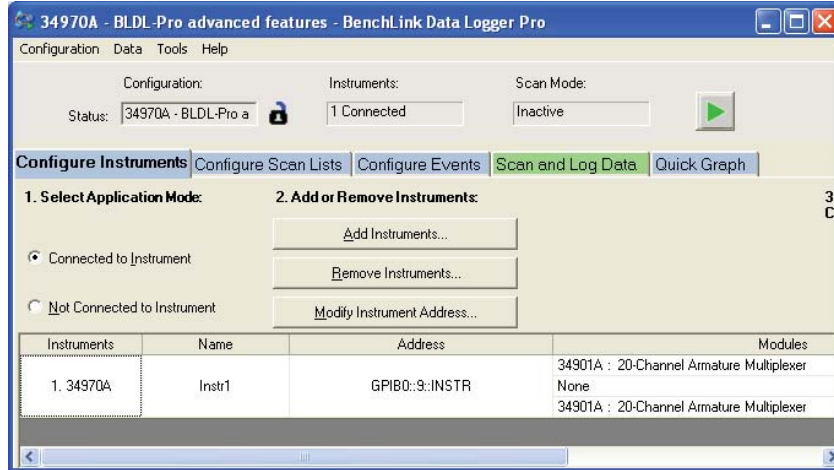 34970A - BLDL-Pro advanced features - BenchLink Data Logger Pro
Configuration Data Tools Help
Configuration: Instruments: Scan Mode:
Status: 34970A - BLDL-Pro a 1 Connected Inactive
Configure Instruments Configure Scan Lists Configure Events Scan and Log Data Quick Graph
1. Select Application Mode: 2. Add or Remove Instruments: 3
C
Add Instruments...
Connected to Instrument
Remove Instruments...
Not Connected to Instrument
Modify Instrument Address...
Instruments Name Address Modules
34901A : 20-Channel Armature Multiplexer
1. 34970A Instr1 GPIB0::9::INSTR None
34901A : 20-Channel Armature Multiplexer